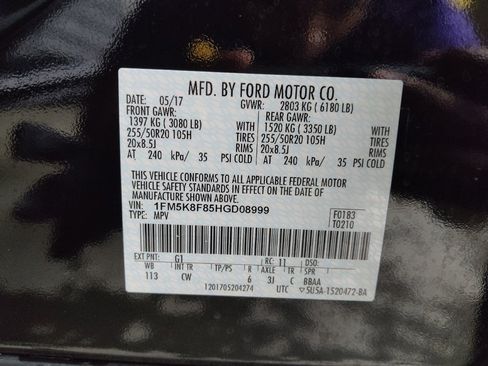 MFD. BY FORD MOTOR CO.
DATE: 05/17 GVWR: 2803 KG ( 6180 LB)
FRONT GAWR: REAR GAWR:
1397 KG ( 3080 LB) 1520 KG ( 3350 LB)
255/50R20 105H TIRES 255/50R20 105H TIRES
20x8.5J RIMS 20x8.5J RIMS
AT 240 kPa/ 35 PSI COLD AT 240 kPa/ 35 PSI COLD
THIS VEHICLE CONFORMS TO ALL APPLICABLE FEDERAL MOTOR
VEHICLE SAFETY STANDARDS IN EFFECT ON THE DATE OF
MANUFACTURE SHOWN ABOVE.
VIN: 1FM5K8F85HGD08999 F0183
TYPE: MPV T0210
EXT PNT: G1 RC: 11 DSO:
WB INT TR TP/PS R AXLE TR SPR
113 CW 6 3J C BBAA
1201705204274 UTC 5U5A-1520472-BA